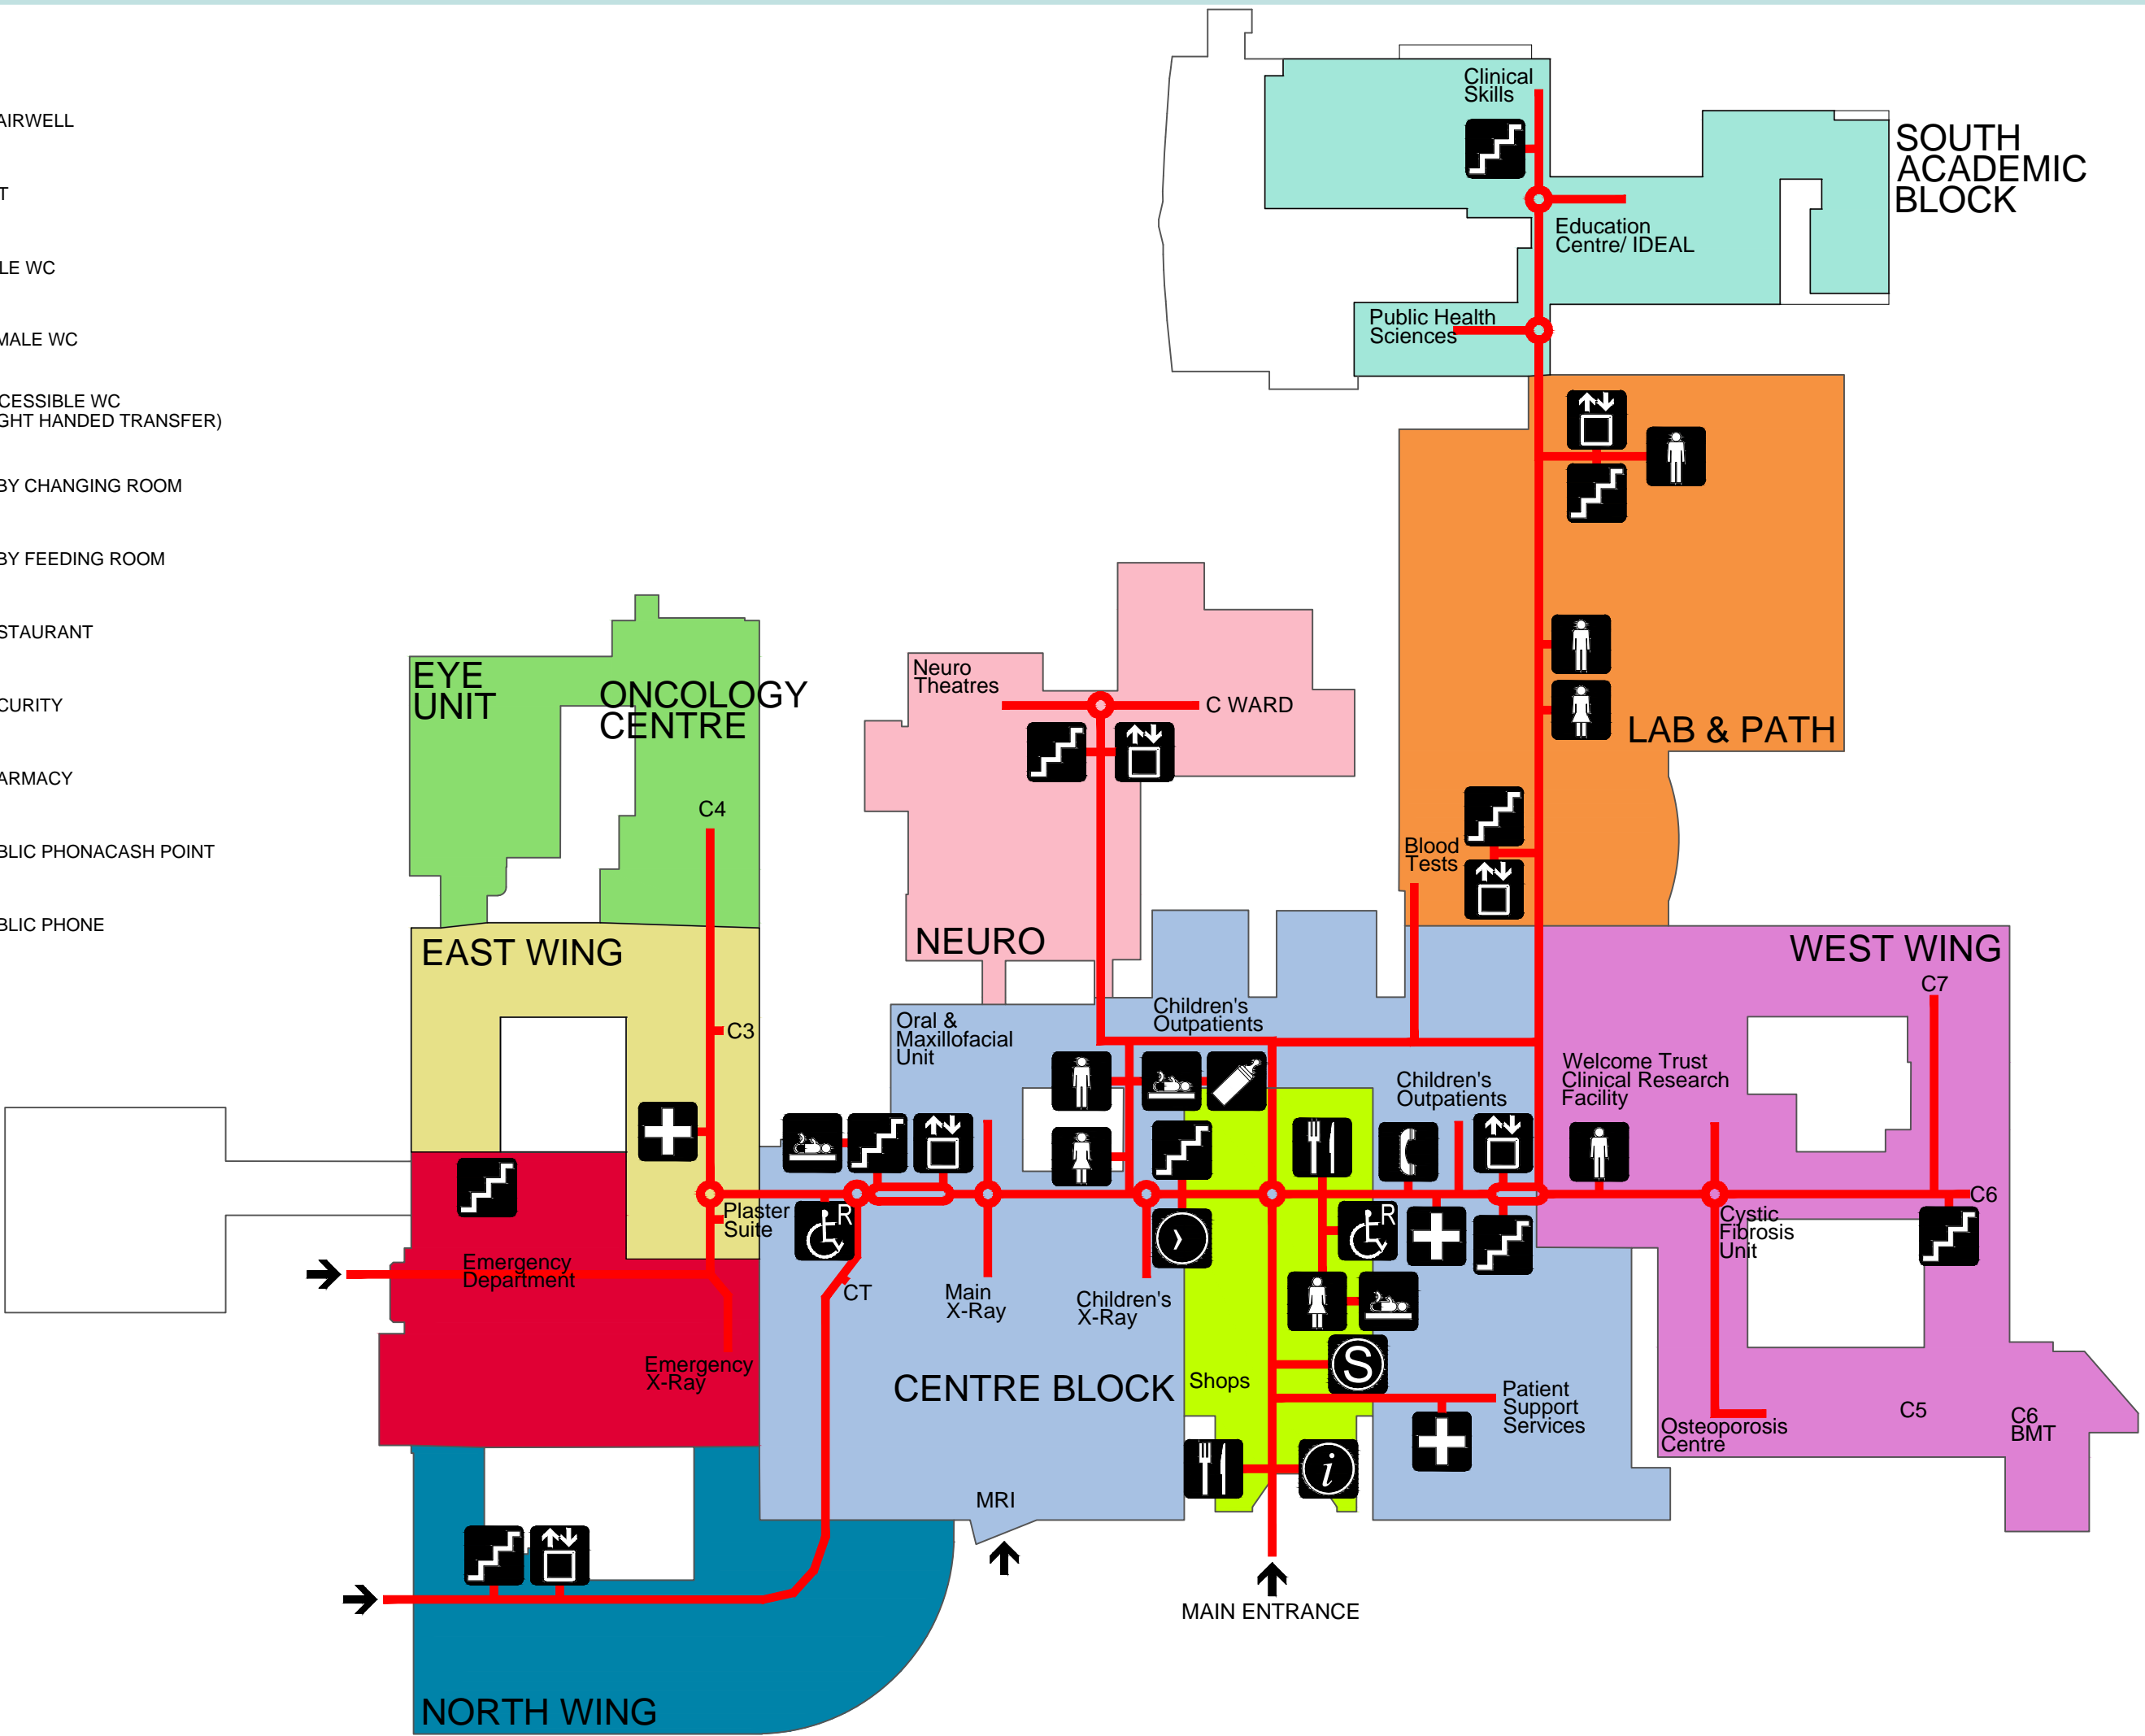 AIRWELL
T
LE WC
MALE WC
CESSIBLE WC
GHT HANDED TRANSFER)
BY CHANGING ROOM
BY FEEDING ROOM
STAURANT
CURITY
ARMACY
BLIC PHONACASH POINT
BLIC PHONE
Clinical
Skills
SOUTH
ACADEMIC
BLOCK
Education
Centre/ IDEAL
Public Health
Sciences
EYE
UNIT
ONCOLOGY
CENTRE
Neuro
Theatres
C WARD
LAB & PATH
C4
Blood
Tests
EAST WING
NEURO
WEST WING
C7
C3
Oral &
Maxillofacial
Unit
Children's
Outpatients
Children's
Outpatients
Welcome Trust
Clinical Research
Facility
C6
Plaster
Suite
R
R
Cystic
Fibrosis
Unit
Emergency
Department
CT
Main
X-Ray
Children's
X-Ray
Emergency
X-Ray
CENTRE BLOCK
Shops
S
Patient
Support
Services
Osteoporosis
Centre
C5
C6
BMT
i
MRI
MAIN ENTRANCE
NORTH WING